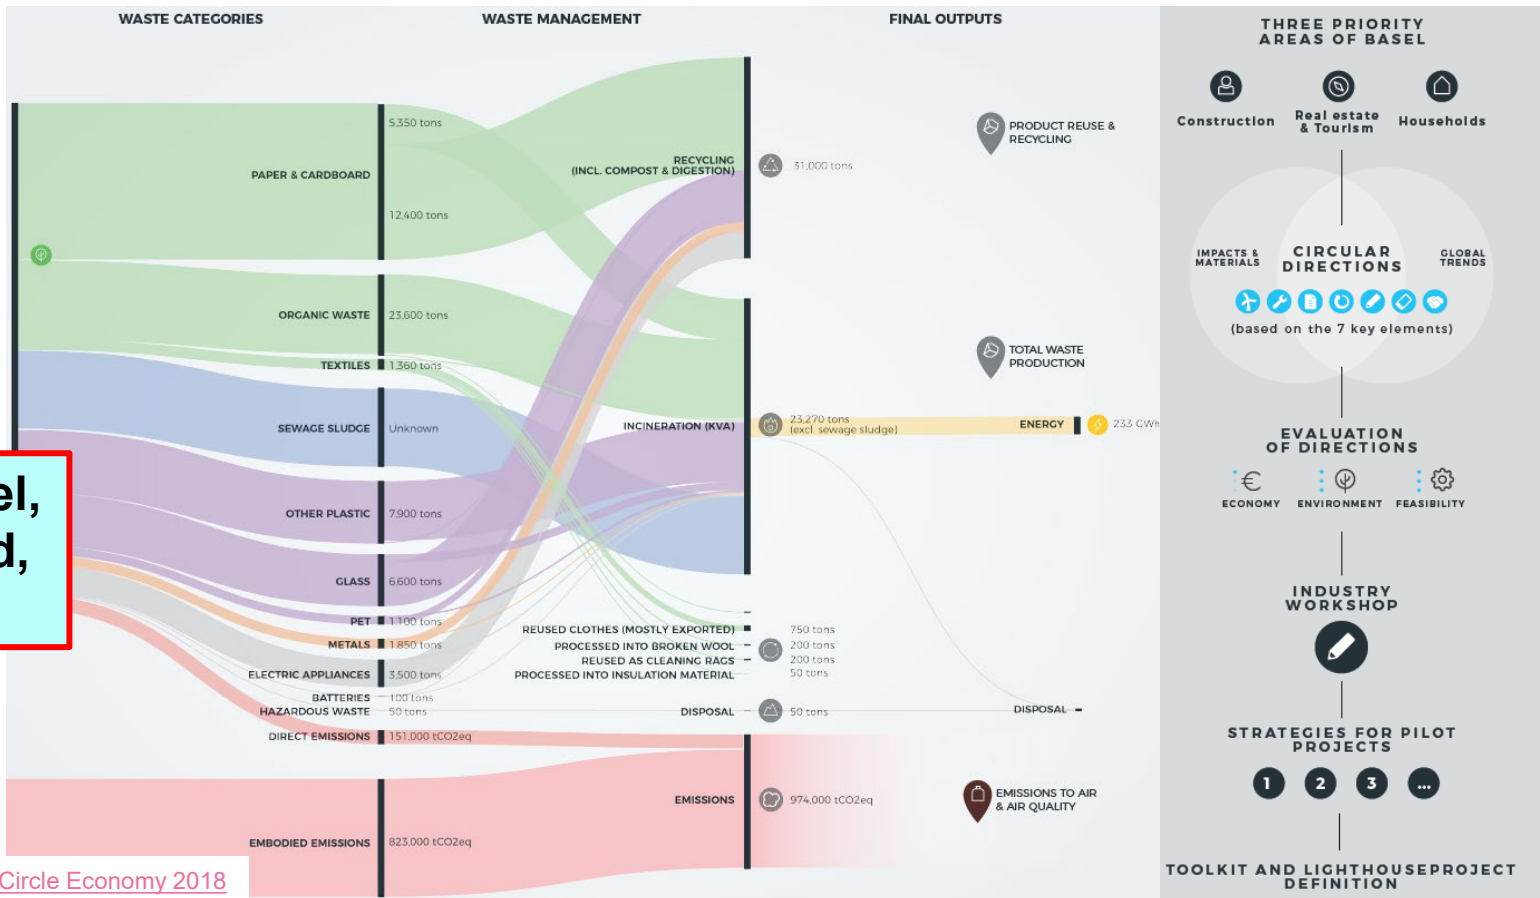 WASTE CATEGORIES
WASTE MANAGEMENT
FINAL OUTPUTS
PAPER & CARDBOARD
5,350 tons
12,400 tons
ORGANIC WASTE
23,600 tons
TEXTILES
1,360 tons
SEWAGE SLUDGE
Unknown
OTHER PLASTIC
7,900 tons
GLASS
6,600 tons
PET
1,100 tons
METALS
1,850 tons
ELECTRIC APPLIANCES
3,500 tons
BATTERIES
100 tons
HAZARDOUS WASTE
50 tons
DIRECT EMISSIONS
151,000 tCO2eq
EMBODIED EMISSIONS
823,000 tCO2eq
el,
d,
Circle Economy 2018
RECYCLING
(INCL. COMPOST & DIGESTION)
31,000 tons
INCINERATION (KVA)
23,270 tons
(excl. sewage sludge)
REUSED CLOTHES (MOSTLY EXPORTED)
750 tons
PROCESSED INTO BROKEN WOOL
200 tons
REUSED AS CLEANING RAGS
200 tons
PROCESSED INTO INSULATION MATERIAL
50 tons
DISPOSAL
50 tons
EMISSIONS
974,000 tCO2eq
PRODUCT REUSE &
RECYCLING
TOTAL WASTE
PRODUCTION
ENERGY
233 GWh
DISPOSAL
EMISSIONS TO AIR
& AIR QUALITY
THREE PRIORITY
AREAS OF BASEL
Construction
Real estate
& Tourism
Households
IMPACTS &
MATERIALS
CIRCULAR
DIRECTIONS
GLOBAL
TRENDS
(based on the 7 key elements)
EVALUATION
OF DIRECTIONS
€
ECONOMY
ENVIRONMENT
FEASIBILITY
INDUSTRY
WORKSHOP
STRATEGIES FOR PILOT
PROJECTS
1
2
3
...
TOOLKIT AND LIGHTHOUSEPROJECT
DEFINITION